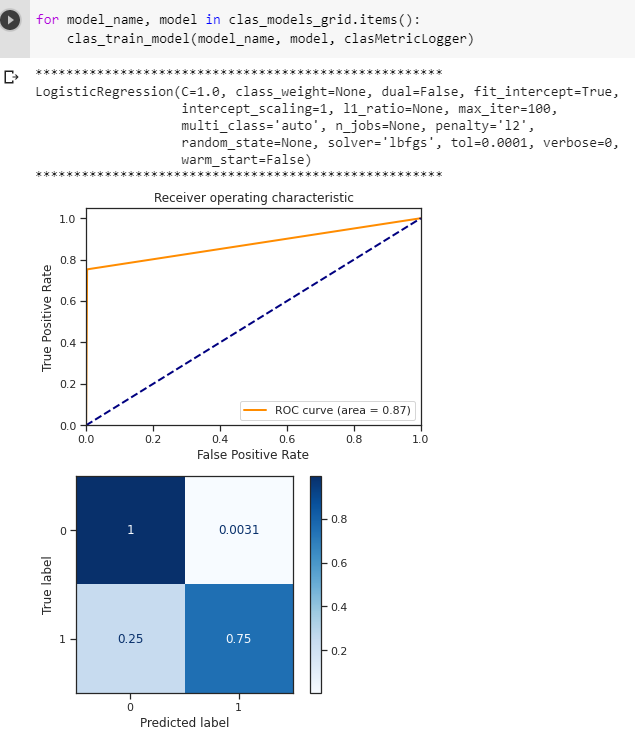 for model_name, model in clas_models_grid.items():
clas_train_model(model_name, model, clasMetricLogger)
*****************************************************
LogisticRegression(C=1.0, class_weight=None, dual=False, fit_intercept=True,
intercept_scaling=1, l1_ratio=None, max_iter=100,
multi_class='auto', n_jobs=None, penalty='l2',
random_state=None, solver='lbfgs', tol=0.0001, verbose=0,
warm_start=False)
*****************************************************
Receiver operating characteristic
1.0
0.8
0.6
0.4
0.2
0.0
True Positive Rate
ROC curve (area = 0.87)
0.0 0.2 0.4 0.6 0.8 1.0
False Positive Rate
True label
0 1 0.0031
1 0.25 0.75
0.8
0.6
0.4
0.2
0 1
Predicted label